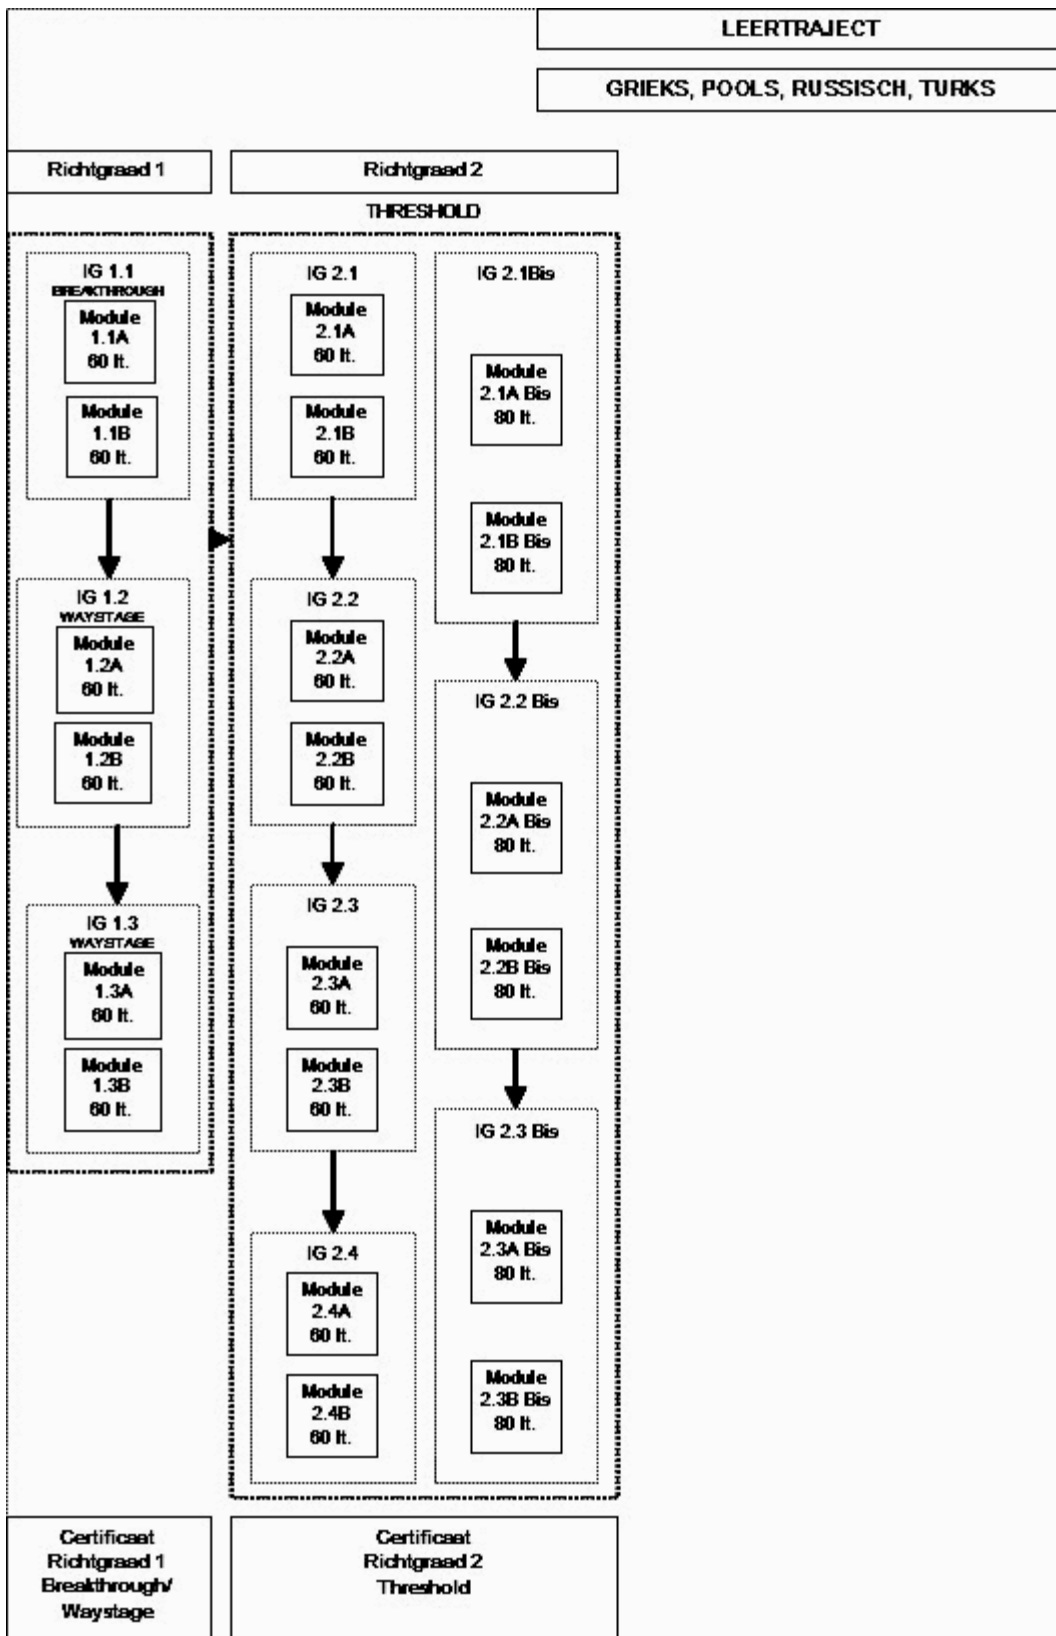 LEERTRAJECT
GRIEKS, POOLS, RUSSISCH, TURKS
Richtgraad 1
Richtgraad 2
THRESHOLD
IG 1.1
BREAKTHROUGH
Module
1.1A
60 lt.
Module
1.1B
60 lt.
IG 1.2
WAYSTAGE
Module
1.2A
60 lt.
Module
1.2B
60 lt.
IG 1.3
WAYSTAGE
Module
1.3A
60 lt.
Module
1.3B
60 lt.
IG 2.1
Module
2.1A
60 lt.
Module
2.1B
60 lt.
IG 2.2
Module
2.2A
60 lt.
Module
2.2B
60 lt.
IG 2.3
Module
2.3A
60 lt.
Module
2.3B
60 lt.
IG 2.4
Module
2.4A
60 lt.
Module
2.4B
60 lt.
IG 2.1Bis
Module
2.1A Bis
80 lt.
Module
2.1B Bis
80 lt.
IG 2.2 Bis
Module
2.2A Bis
80 lt.
Module
2.2B Bis
80 lt.
IG 2.3 Bis
Module
2.3A Bis
80 lt.
Module
2.3B Bis
80 lt.
Certificaat
Richtgraad 1
Breakthrough/
Waystage
Certificaat
Richtgraad 2
Threshold